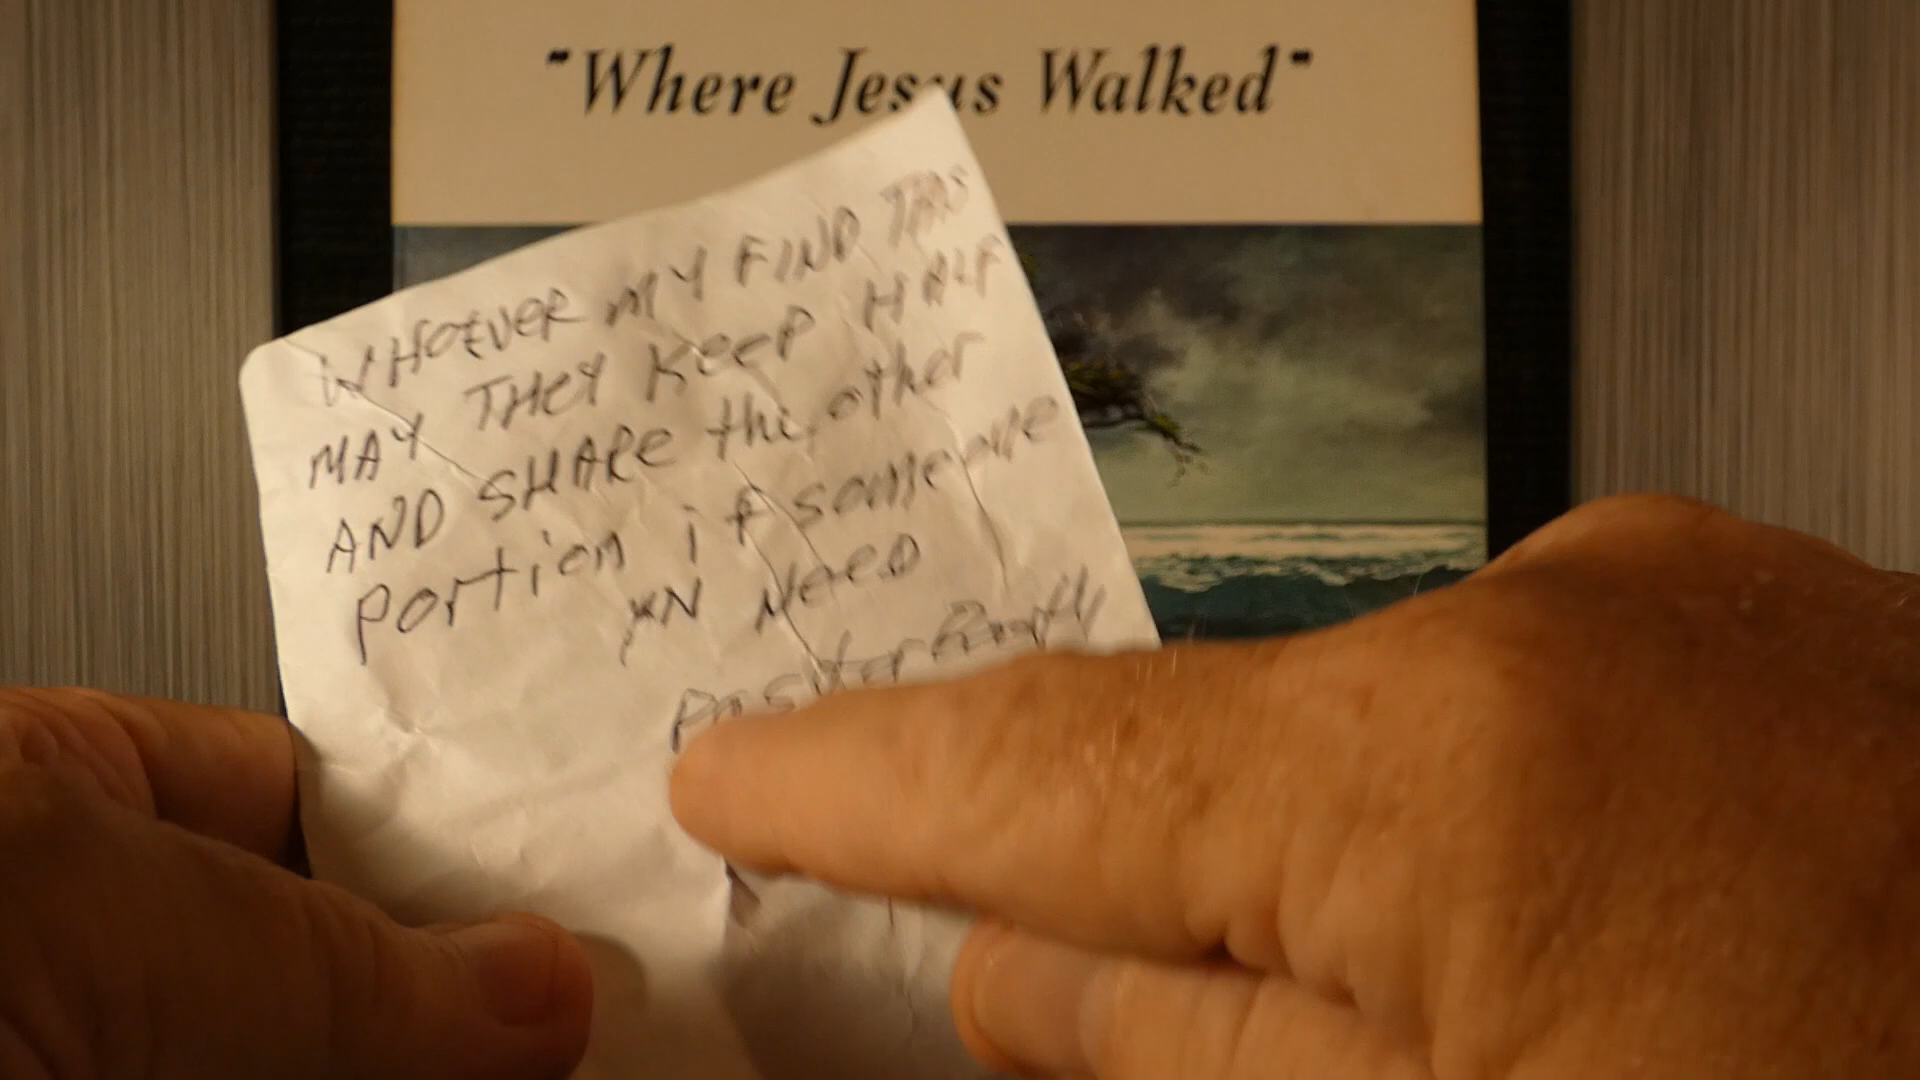 "Where Jesus Walked"
WHOEVER MY FIND THIS
MAY THEY KeeP HALF
AND SHARe the other
portion if someone
IN NeeD
Paster